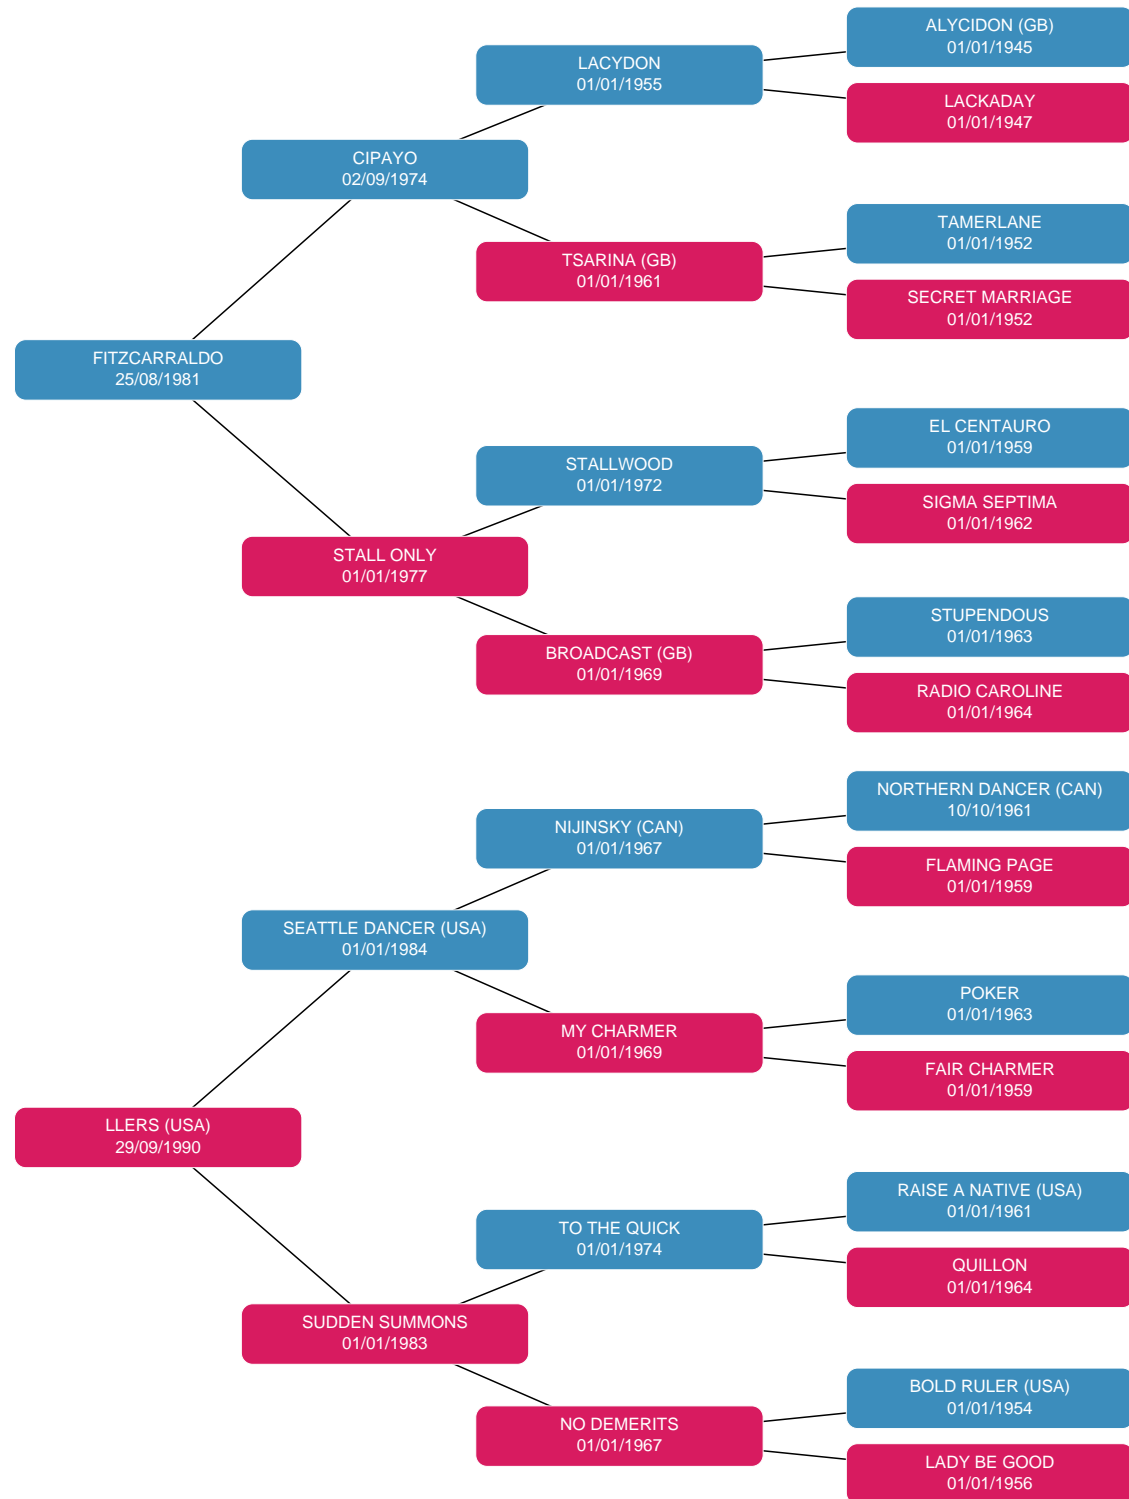 ALYCIDON (GB)
01/01/1945
LACYDON
01/01/1955
LACKADAY
01/01/1947
CIPAYO
02/09/1974
TAMERLANE
01/01/1952
TSARINA (GB)
01/01/1961
SECRET MARRIAGE
01/01/1952
FITZCARRALDO
25/08/1981
EL CENTAURO
01/01/1959
STALLWOOD
01/01/1972
SIGMA SEPTIMA
01/01/1962
STALL ONLY
01/01/1977
STUPENDOUS
01/01/1963
BROADCAST (GB)
01/01/1969
RADIO CAROLINE
01/01/1964
NORTHERN DANCER (CAN)
10/10/1961
NIJINSKY (CAN)
01/01/1967
FLAMING PAGE
01/01/1959
SEATTLE DANCER (USA)
01/01/1984
POKER
01/01/1963
MY CHARMER
01/01/1969
FAIR CHARMER
01/01/1959
LLERS (USA)
29/09/1990
RAISE A NATIVE (USA)
01/01/1961
TO THE QUICK
01/01/1974
QUILLON
01/01/1964
SUDDEN SUMMONS
01/01/1983
BOLD RULER (USA)
01/01/1954
NO DEMERITS
01/01/1967
LADY BE GOOD
01/01/1956